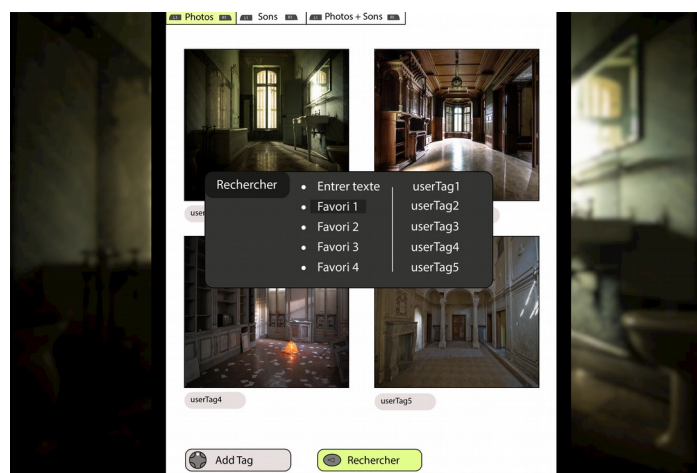 Photos Sons Photos + Sons
Rechercher
Entrer texte userTag1
Favori 1 userTag2
Favori 2 userTag3
Favori 3 userTag4
Favori 4 userTag5
userTag4 userTag5
Add Tag Rechercher